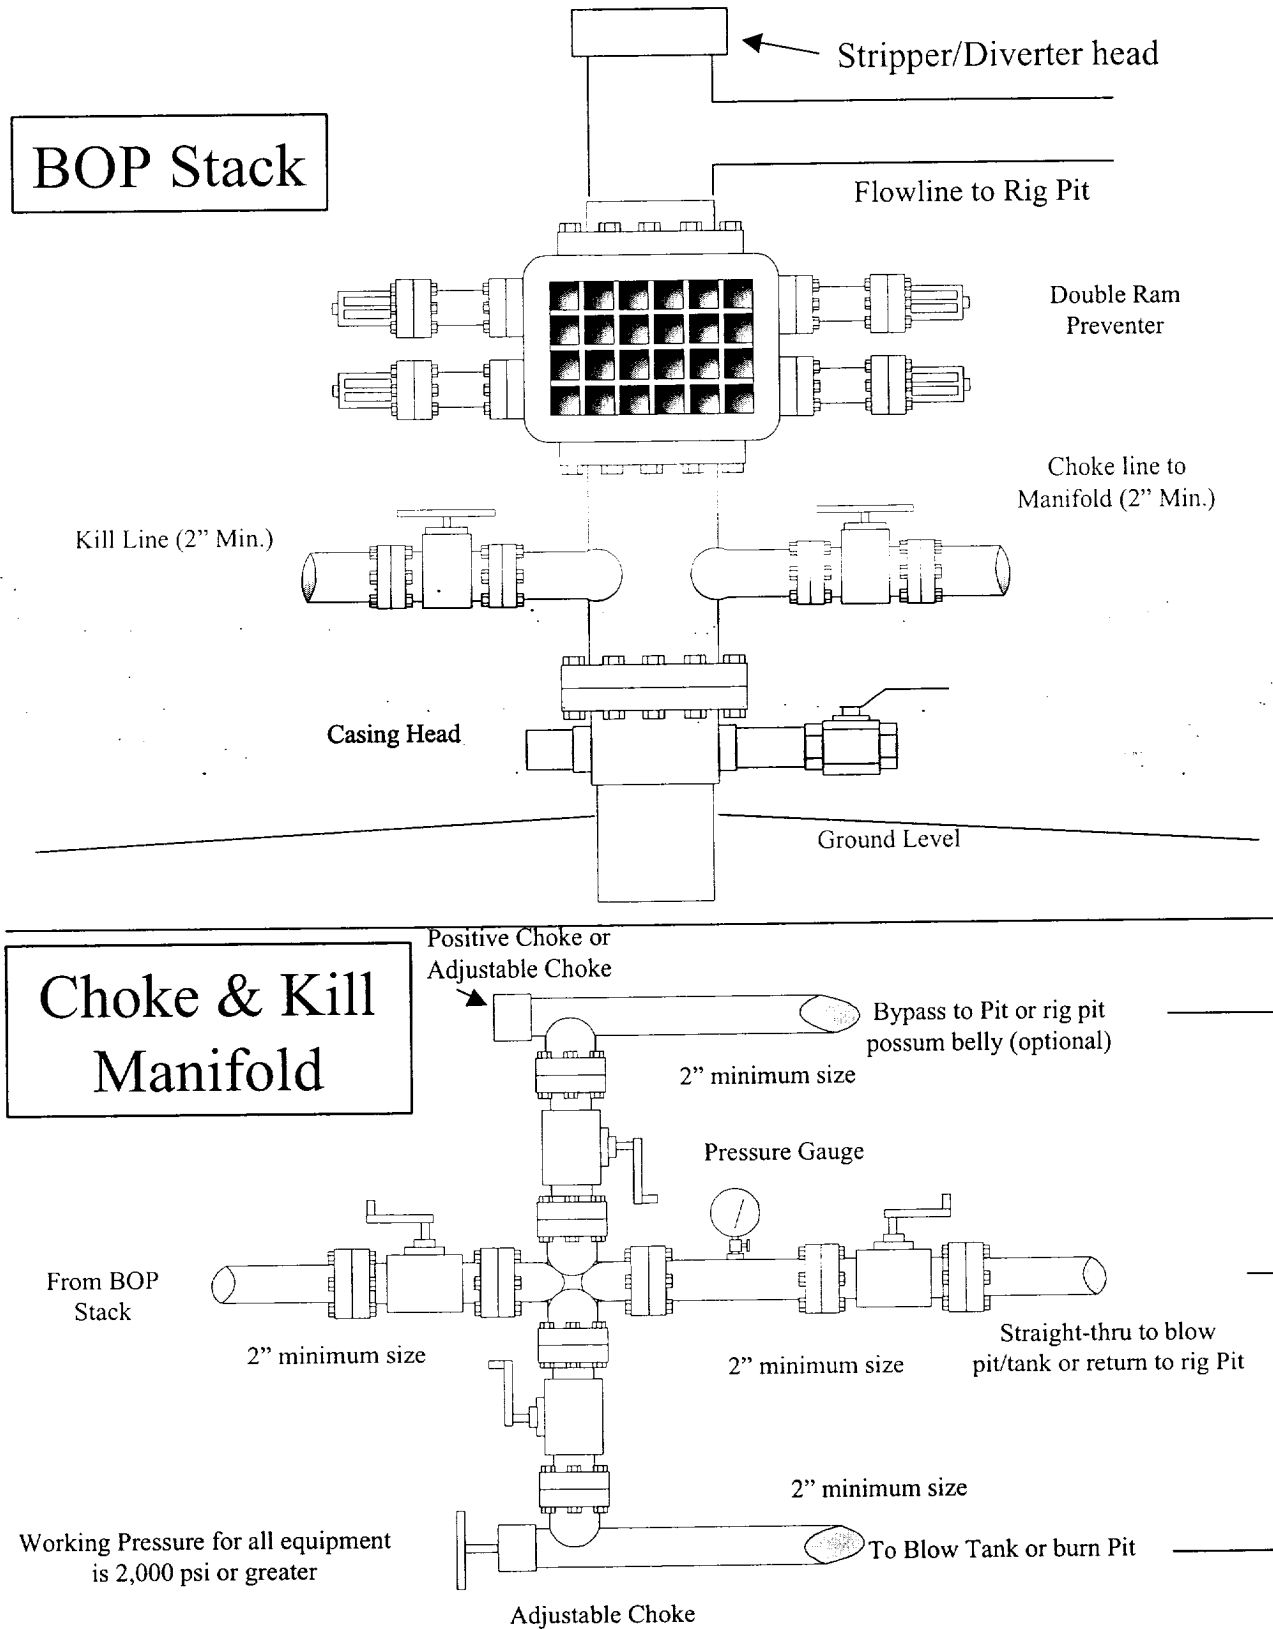 Stripper/Diverter head
BOP Stack
Flowline to Rig Pit
Double Ram
Preventer
Choke line to
Manifold (2” Min.)
Kill Line (2” Min.)
Casing Head
Ground Level
Positive Choke or
Adjustable Choke
Choke & Kill
Manifold
Bypass to Pit or rig pit
possum belly (optional)
2” minimum size
Pressure Gauge
From BOP
Stack
2” minimum size
2” minimum size
Straight-thru to blow
pit/tank or return to rig Pit
2” minimum size
Working Pressure for all equipment
is 2,000 psi or greater
To Blow Tank or burn Pit
Adjustable Choke